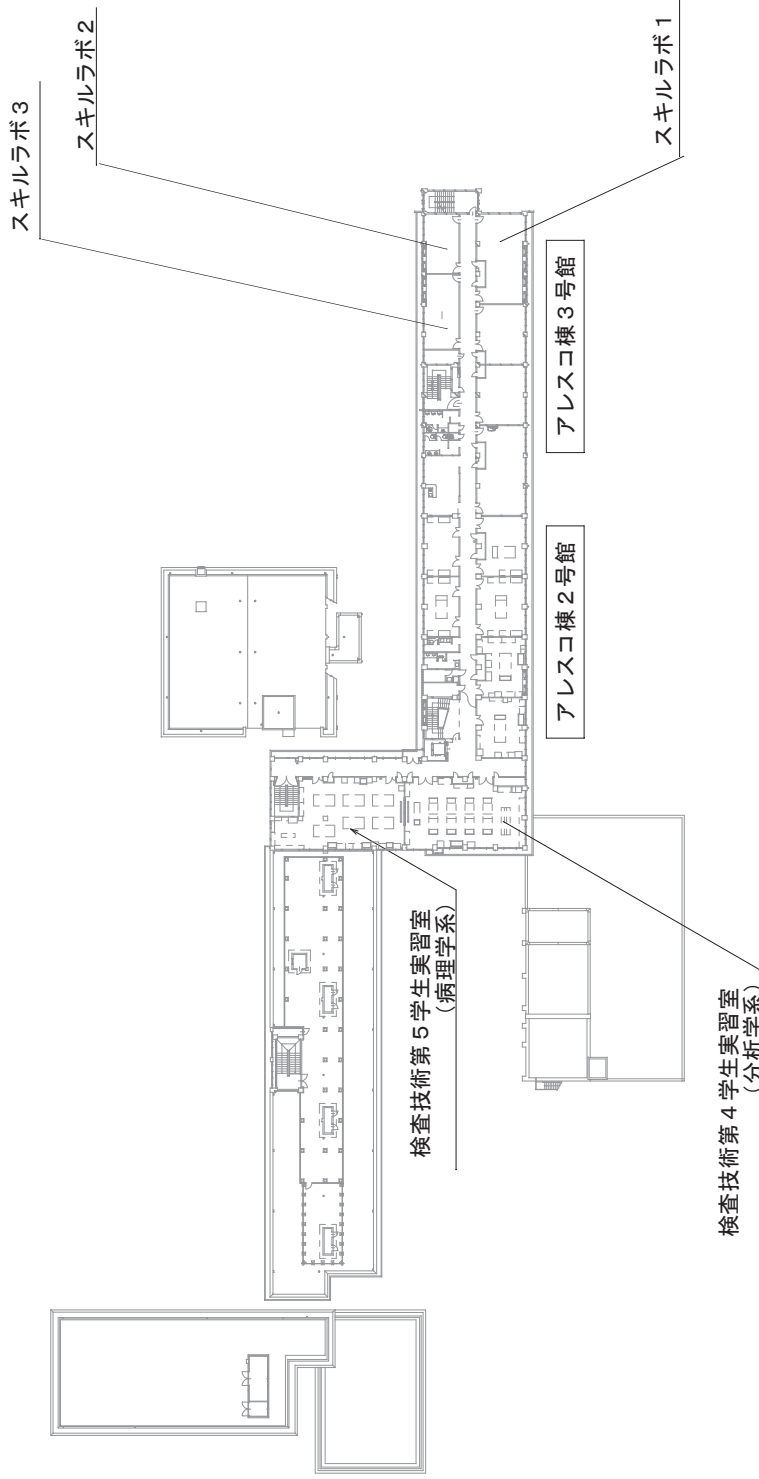 スキルラボ3
スキルラボ2
スキルラボ1
アレスコ棟3号館
アレスコ棟2号館
検査技術第5学生実習室
（病理学系）
検査技術第4学生実習室
（分析学系）